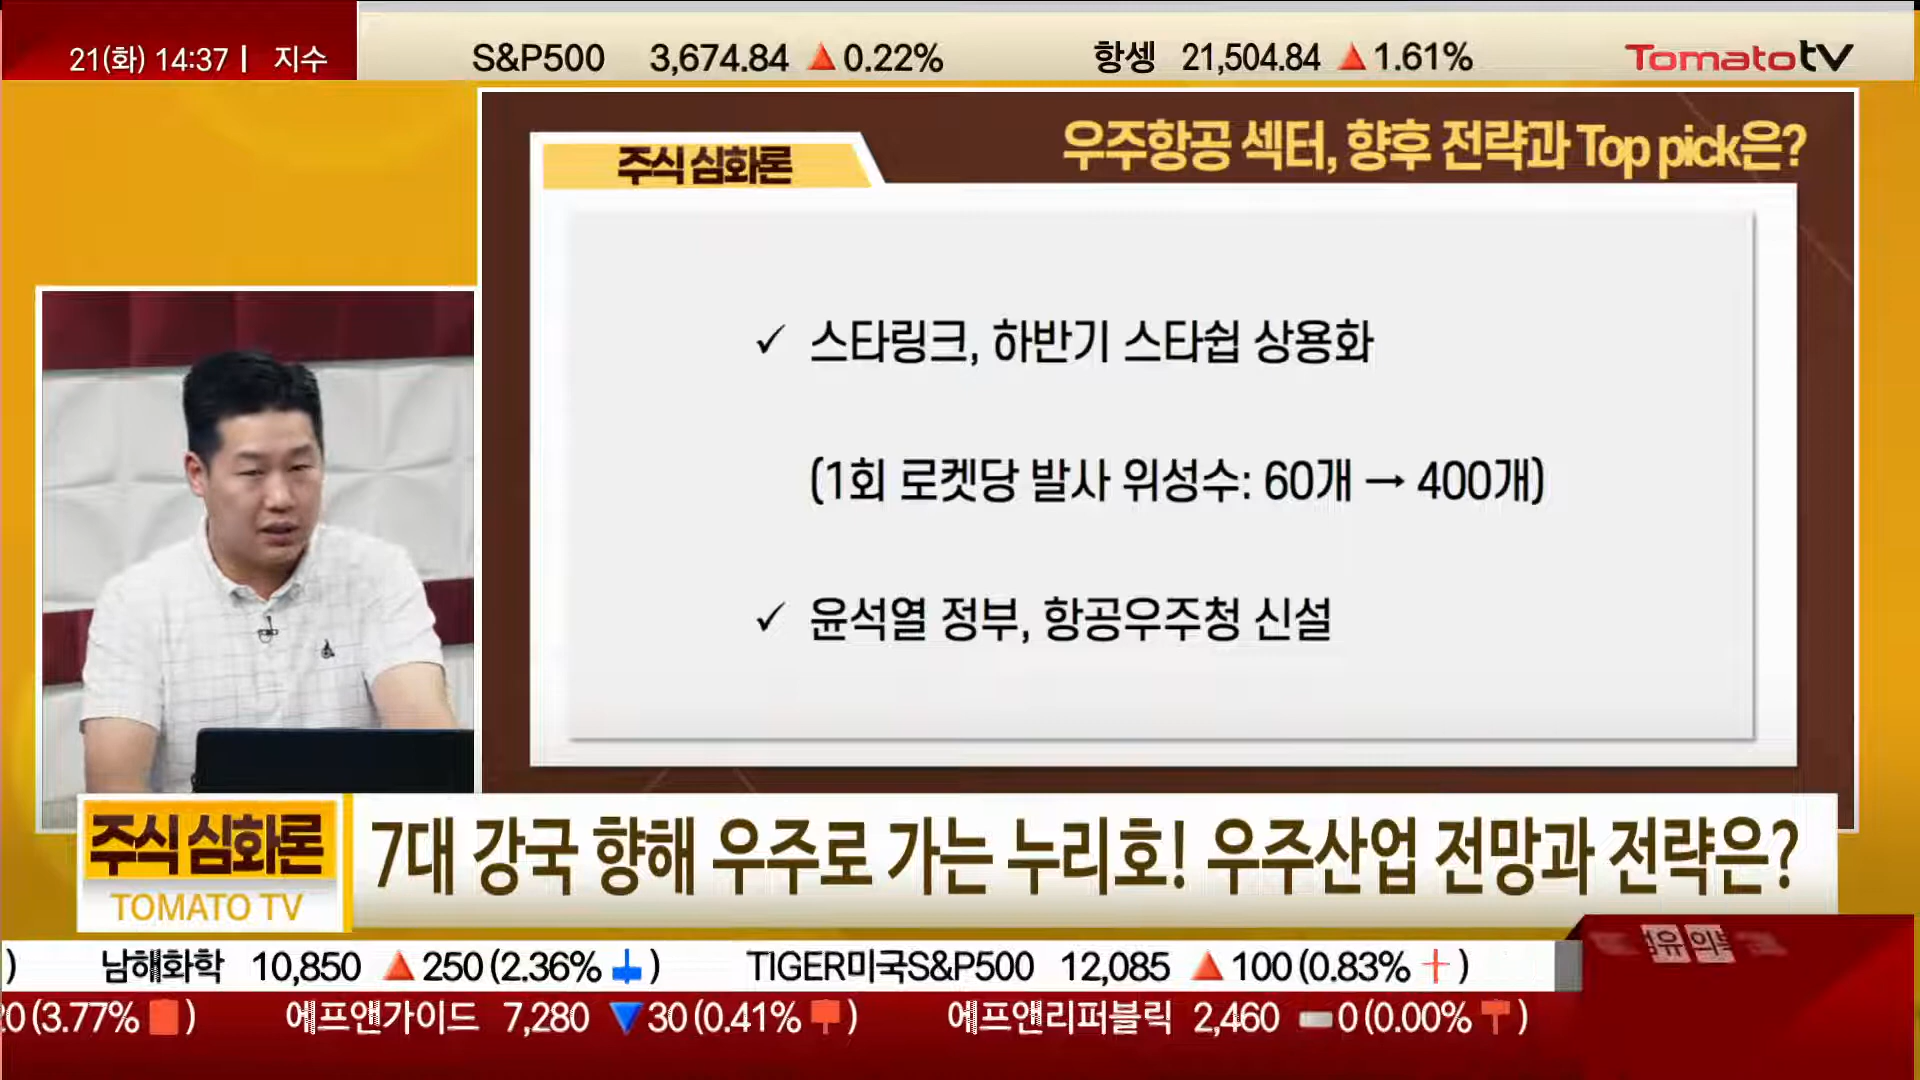 21(화) 14:37 | 지수
S&P500 3,674.84 ▲0.22% 항셍 21,504.84 ▲1.61%
Tomatotv
우주항공 섹터, 향후 전략과 Top pick은?
주식 심화론
✓ 스타링크, 하반기 스타쉽 상용화
(1회 로켓당 발사 위성수: 60개 → 400개)
✓ 윤석열 정부, 항공우주청 신설
주식 심화론
TOMATO TV
7대 강국 향해 우주로 가는 누리호! 우주산업 전망과 전략은?
) 남해화학 10,850 ▲250(2.36% ) TIGER미국S&P500 12,085 ▲100(0.83% )
0(3.77% ) 에프앤가이드 7,280 ▼30(0.41% ) 에프앤리퍼블릭 2,460 0(0.00% )